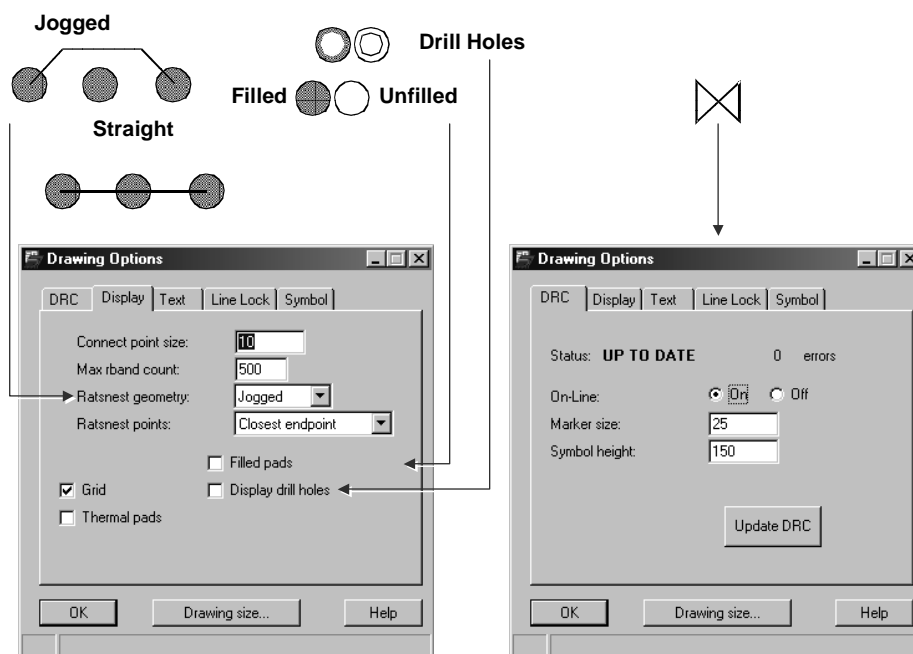 Jogged
Drill Holes
Filled Unfilled
Straight
Drawing Options
DRC Display Text Line Lock Symbol
Connect point size: 10
Max rband count: 500
Ratsnest geometry: Jogged
Ratsnest points: Closest endpoint
Filled pads
Grid Display drill holes
Thermal pads
OK Drawing size... Help
Drawing Options
DRC Display Text Line Lock Symbol
Status: UP TO DATE 0 errors
On-Line: On Off
Marker size: 25
Symbol height: 150
Update DRC
OK Drawing size... Help